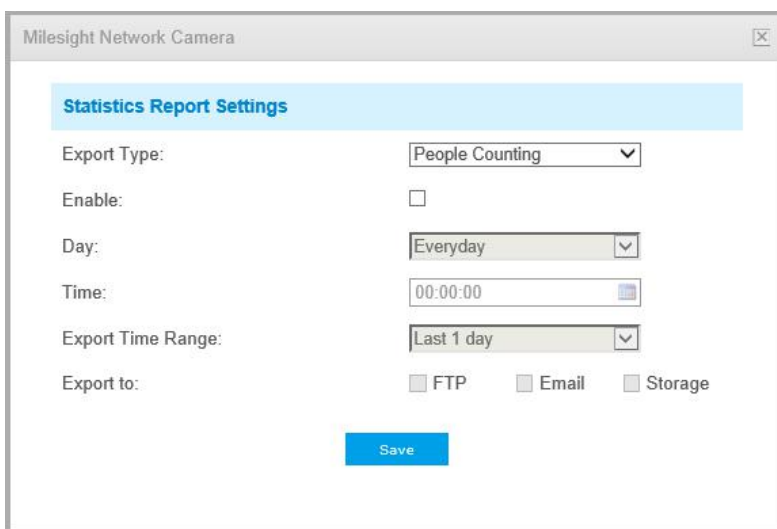 Milesight Network Camera
Statistics Report Settings
Export Type: People Counting
Enable:
Day: Everyday
Time: 00:00:00
Export Time Range: Last 1 day
Export to: FTP Email Storage
Save